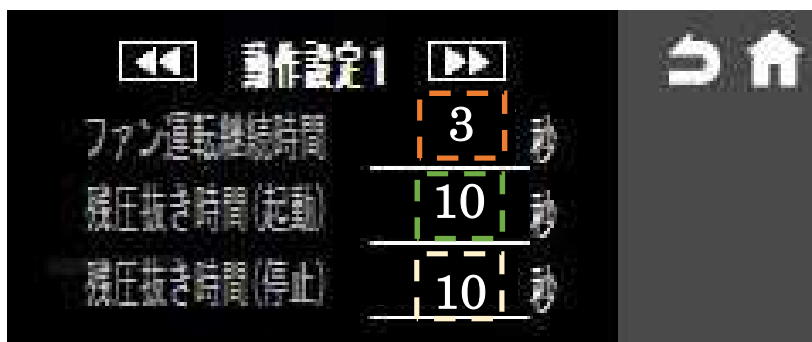 動作設定1
ファン運転継続時間 3 秒
残圧抜き時間(起動) 10 秒
残圧抜き時間(停止) 10 秒